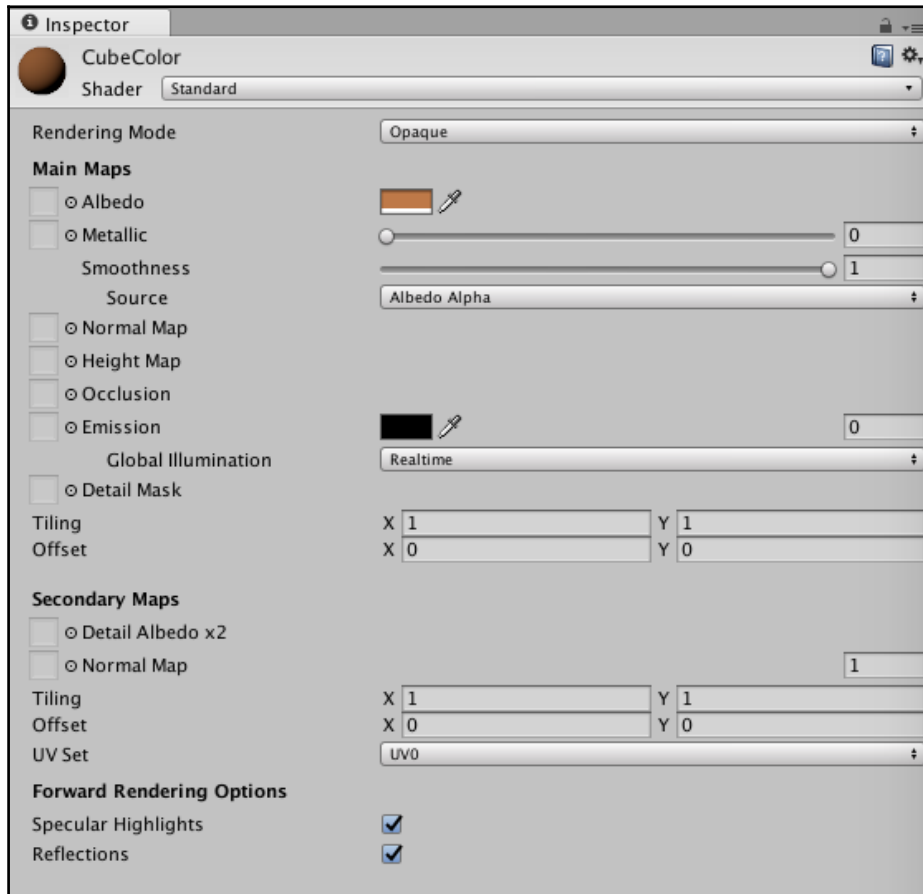 Inspector
CubeColor
Shader Standard
Rendering Mode Opaque
Main Maps
Albedo
Metallic 0
Smoothness 1
Source Albedo Alpha
Normal Map
Height Map
Occlusion
Emission 0
Global Illumination Realtime
Detail Mask
Tiling X 1 Y 1
Offset X 0 Y 0
Secondary Maps
Detail Albedo x2
Normal Map 1
Tiling X 1 Y 1
Offset X 0 Y 0
UV Set UV0
Forward Rendering Options
Specular Highlights
Reflections